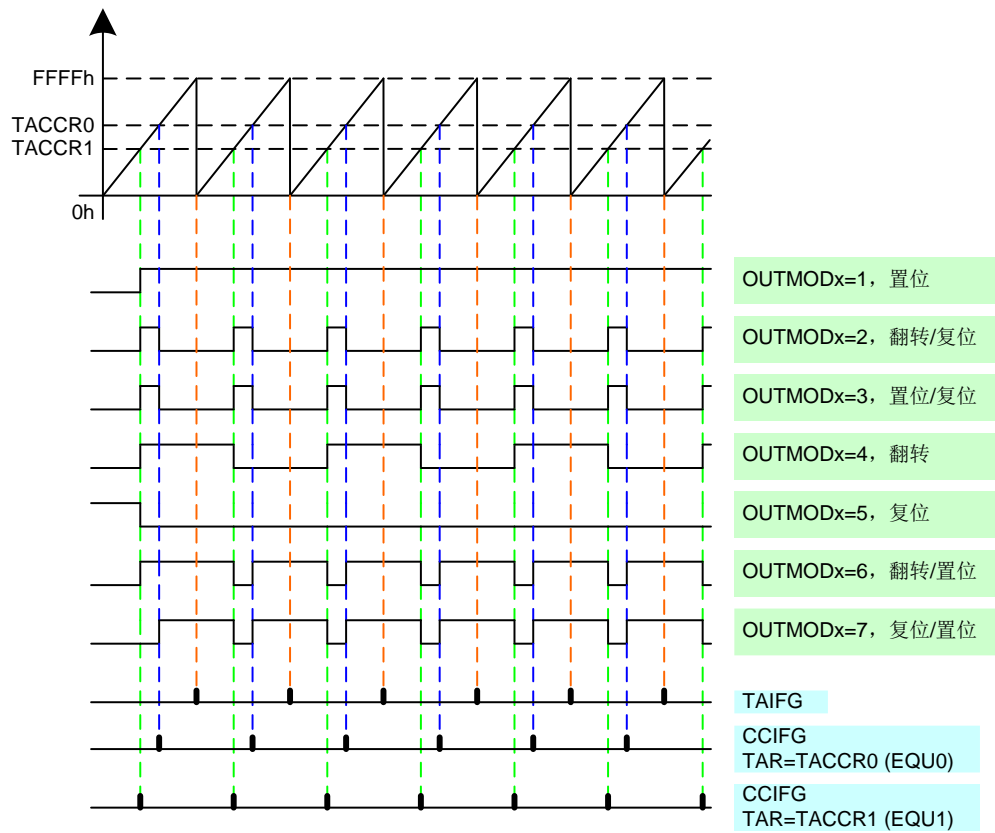 FFFFh
TACCR0
TACCR1
0h
OUTMODx=1，置位
OUTMODx=2，翻转/复位
OUTMODx=3，置位/复位
OUTMODx=4，翻转
OUTMODx=5，复位
OUTMODx=6，翻转/置位
OUTMODx=7，复位/置位
TAIFG
CCIFG
TAR=TACCR0 (EQU0)
CCIFG
TAR=TACCR1 (EQU1)